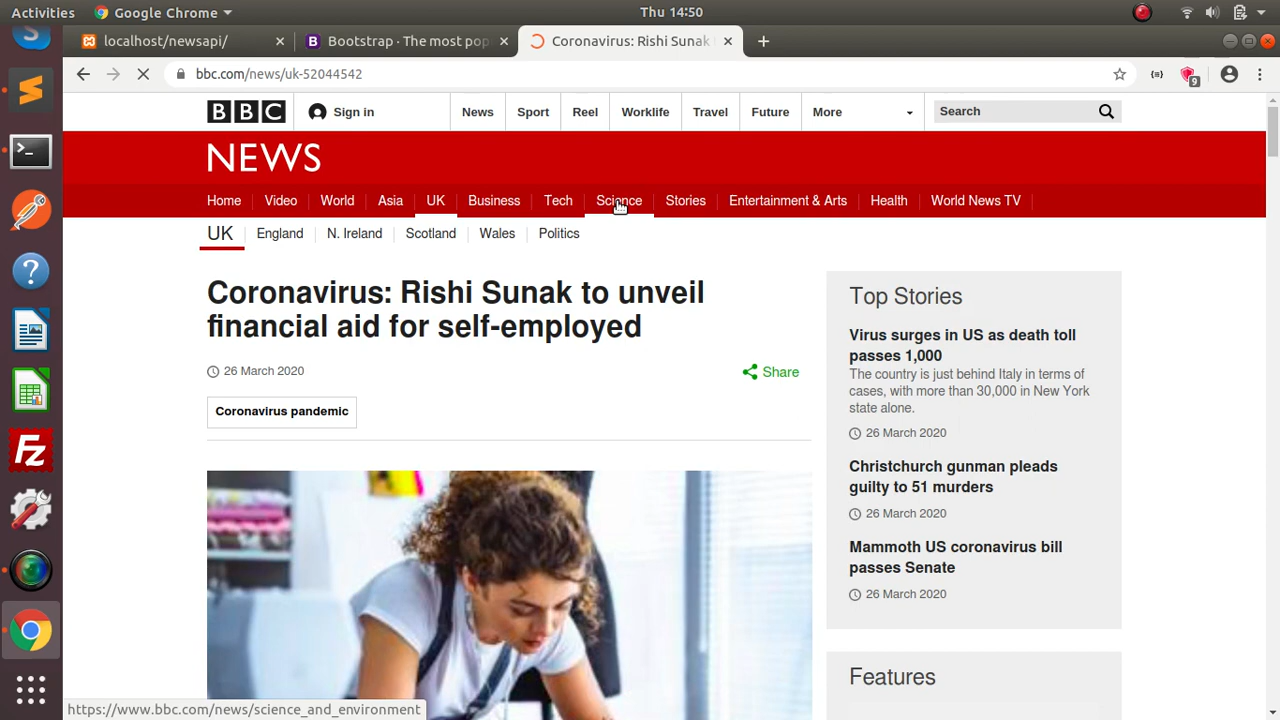 Activities Google Chrome Thu 14:50
localhost/newsapi/ Bootstrap · The most pop Coronavirus: Rishi Sunak
bbc.com/news/uk-52044542 9
BBC Sign in News Sport Reel Worklife Travel Future More Search
NEWS
Home Video World Asia UK Business Tech Science Stories Entertainment & Arts Health World News TV
UK England N. Ireland Scotland Wales Politics
Coronavirus: Rishi Sunak to unveil
financial aid for self-employed
26 March 2020 Share
Coronavirus pandemic
Top Stories
Virus surges in US as death toll
passes 1,000
The country is just behind Italy in terms of
cases, with more than 30,000 in New York
state alone.
26 March 2020
Christchurch gunman pleads
guilty to 51 murders
26 March 2020
Mammoth US coronavirus bill
passes Senate
26 March 2020
Features
Fz
https://www.bbc.com/news/science_and_environment